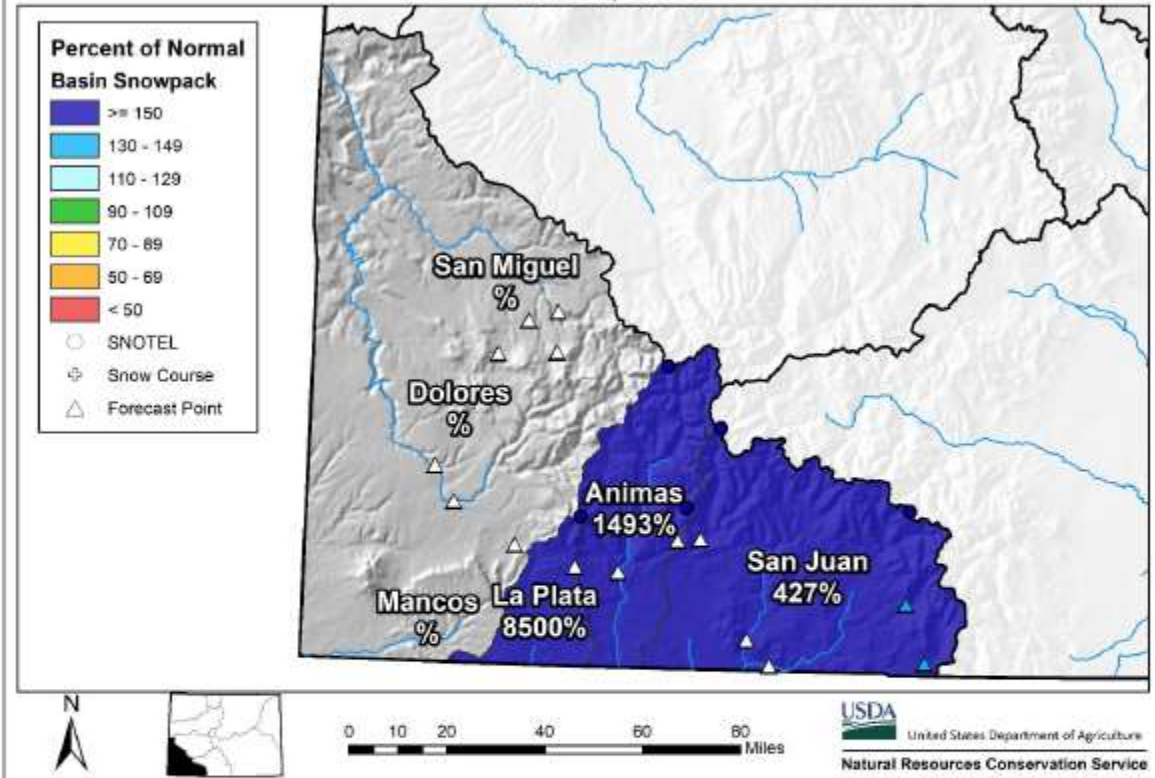 Percent of Normal
Basin Snowpack
>= 150
130 - 149
110 - 129
90 - 109
70 - 89
50 - 69
< 50
SNOTEL
Snow Course
Forecast Point
San Miguel
%
Dolores
%
Animas
1493%
San Juan
427%
Mancos
%
La Plata
8500%
N
0 10 20 40 60 80
Miles
USDA
United States Department of Agriculture
Natural Resources Conservation Service